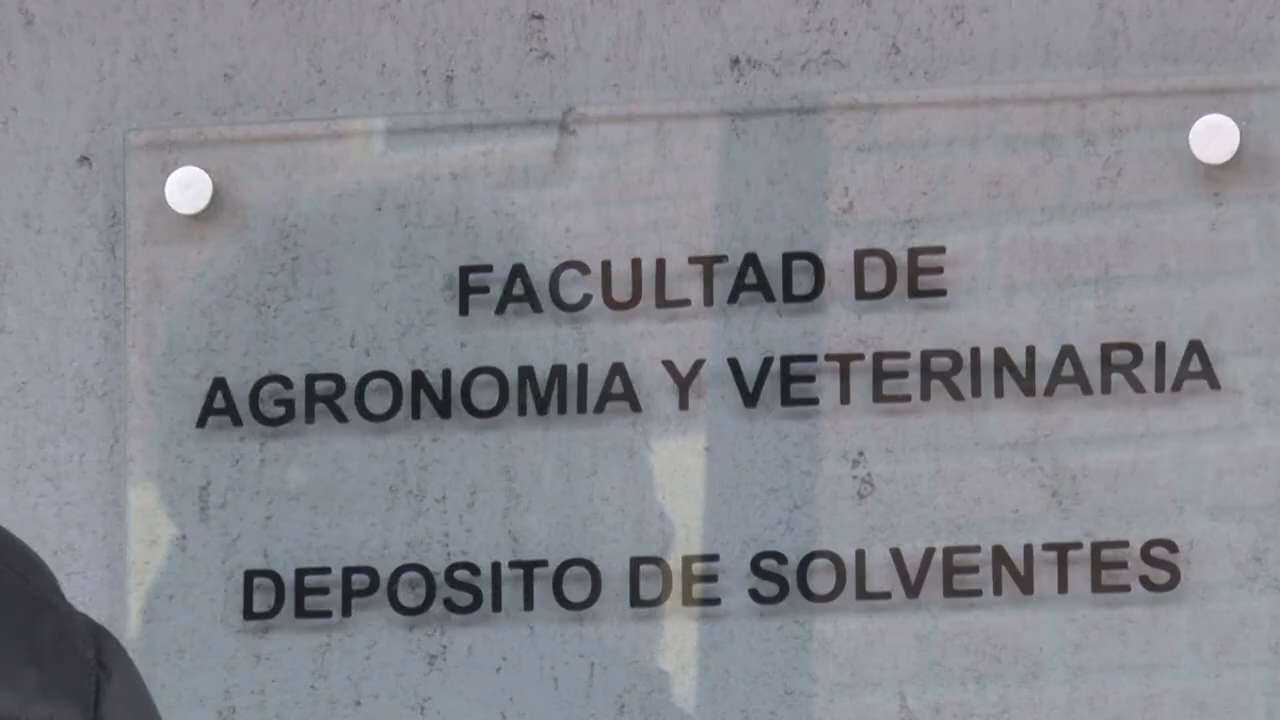 FACULTAD DE
AGRONOMIA Y VETERINARIA
DEPOSITO DE SOLVENTES